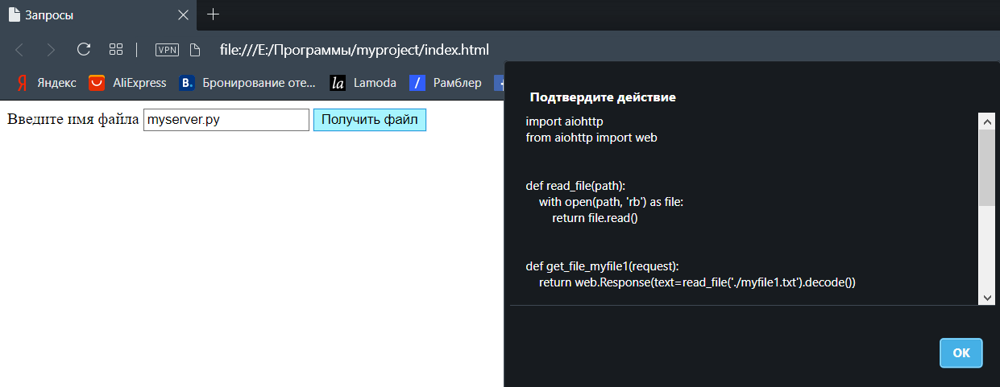 Запросы
VPN
file:///E:/Программы/myproject/index.html
Я Яндекс
AliExpress
B. Бронирование оте...
la Lamoda
/ Рамблер
Введите имя файла myserver.py Получить файл
Подтвердите действие
import aiohttp
from aiohttp import web
def read_file(path):
with open(path, 'rb') as file:
return file.read()
def get_file_myfile1(request):
return web.Response(text=read_file('./myfile1.txt').decode())
OK